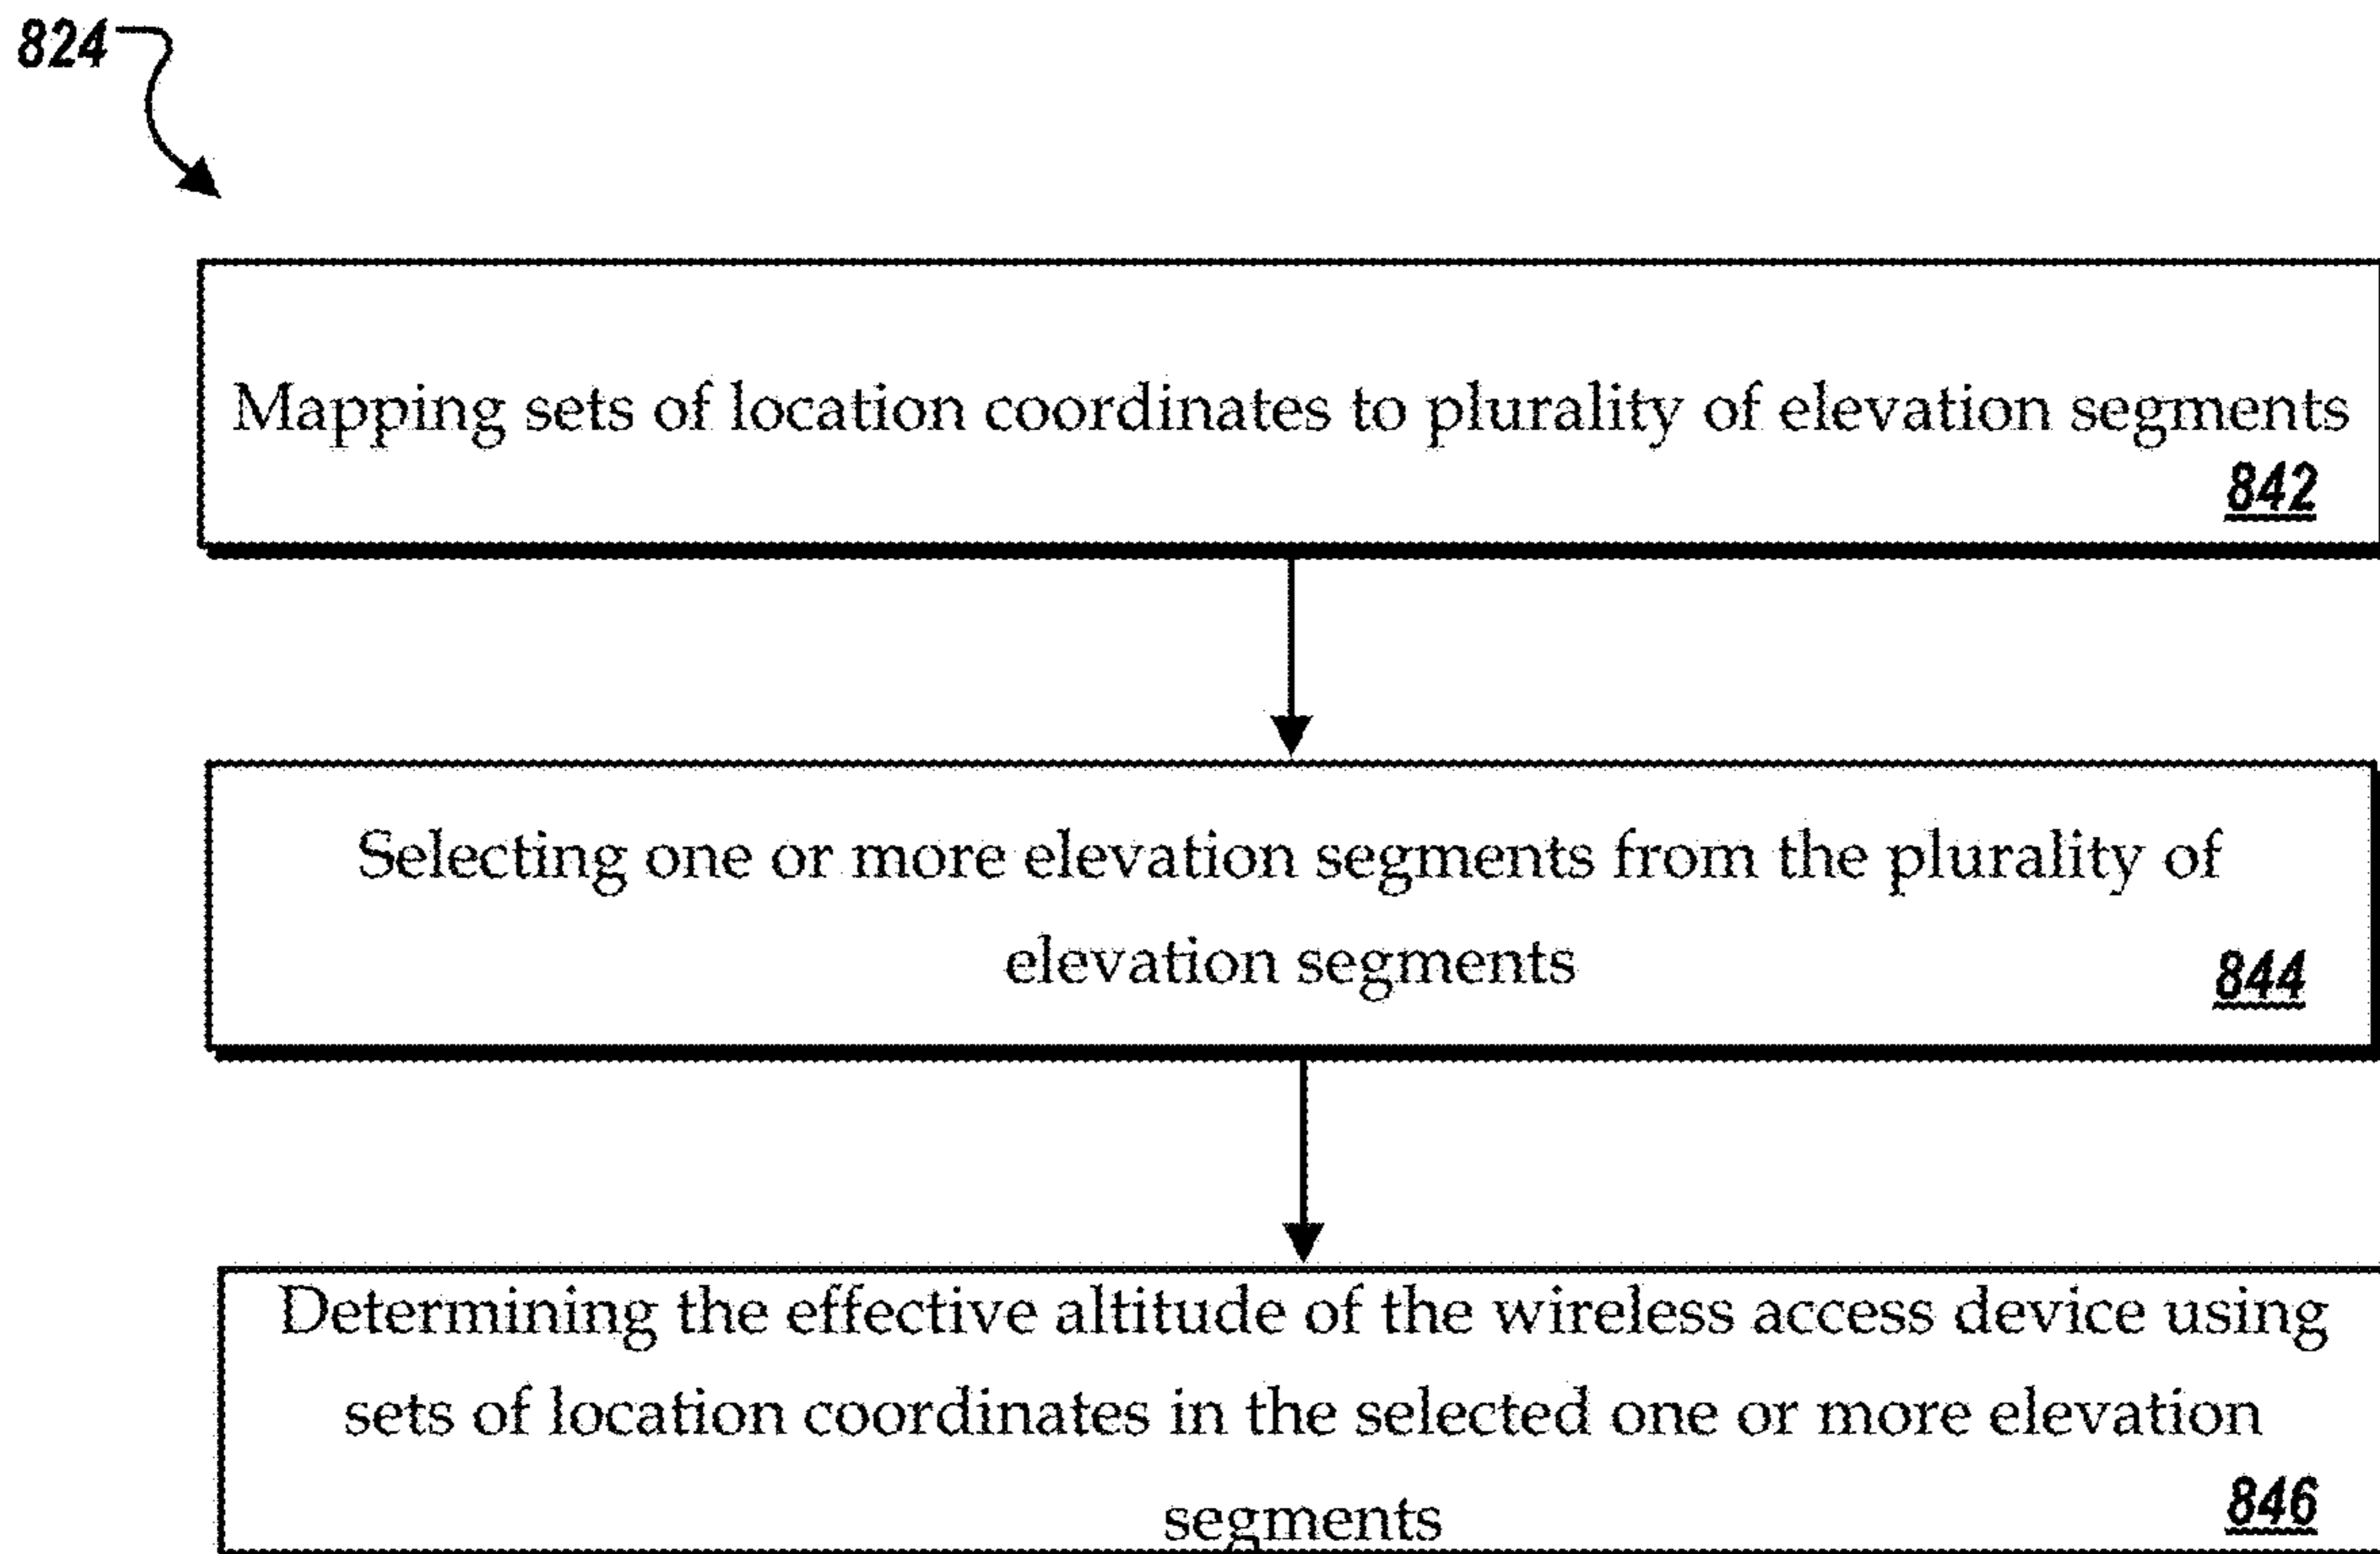 824
Mapping sets of location coordinates to plurality of elevation segments
842
Selecting one or more elevation segments from the plurality of
elevation segments
844
Determining the effective altitude of the wireless access device using
sets of location coordinates in the selected one or more elevation
segments
846